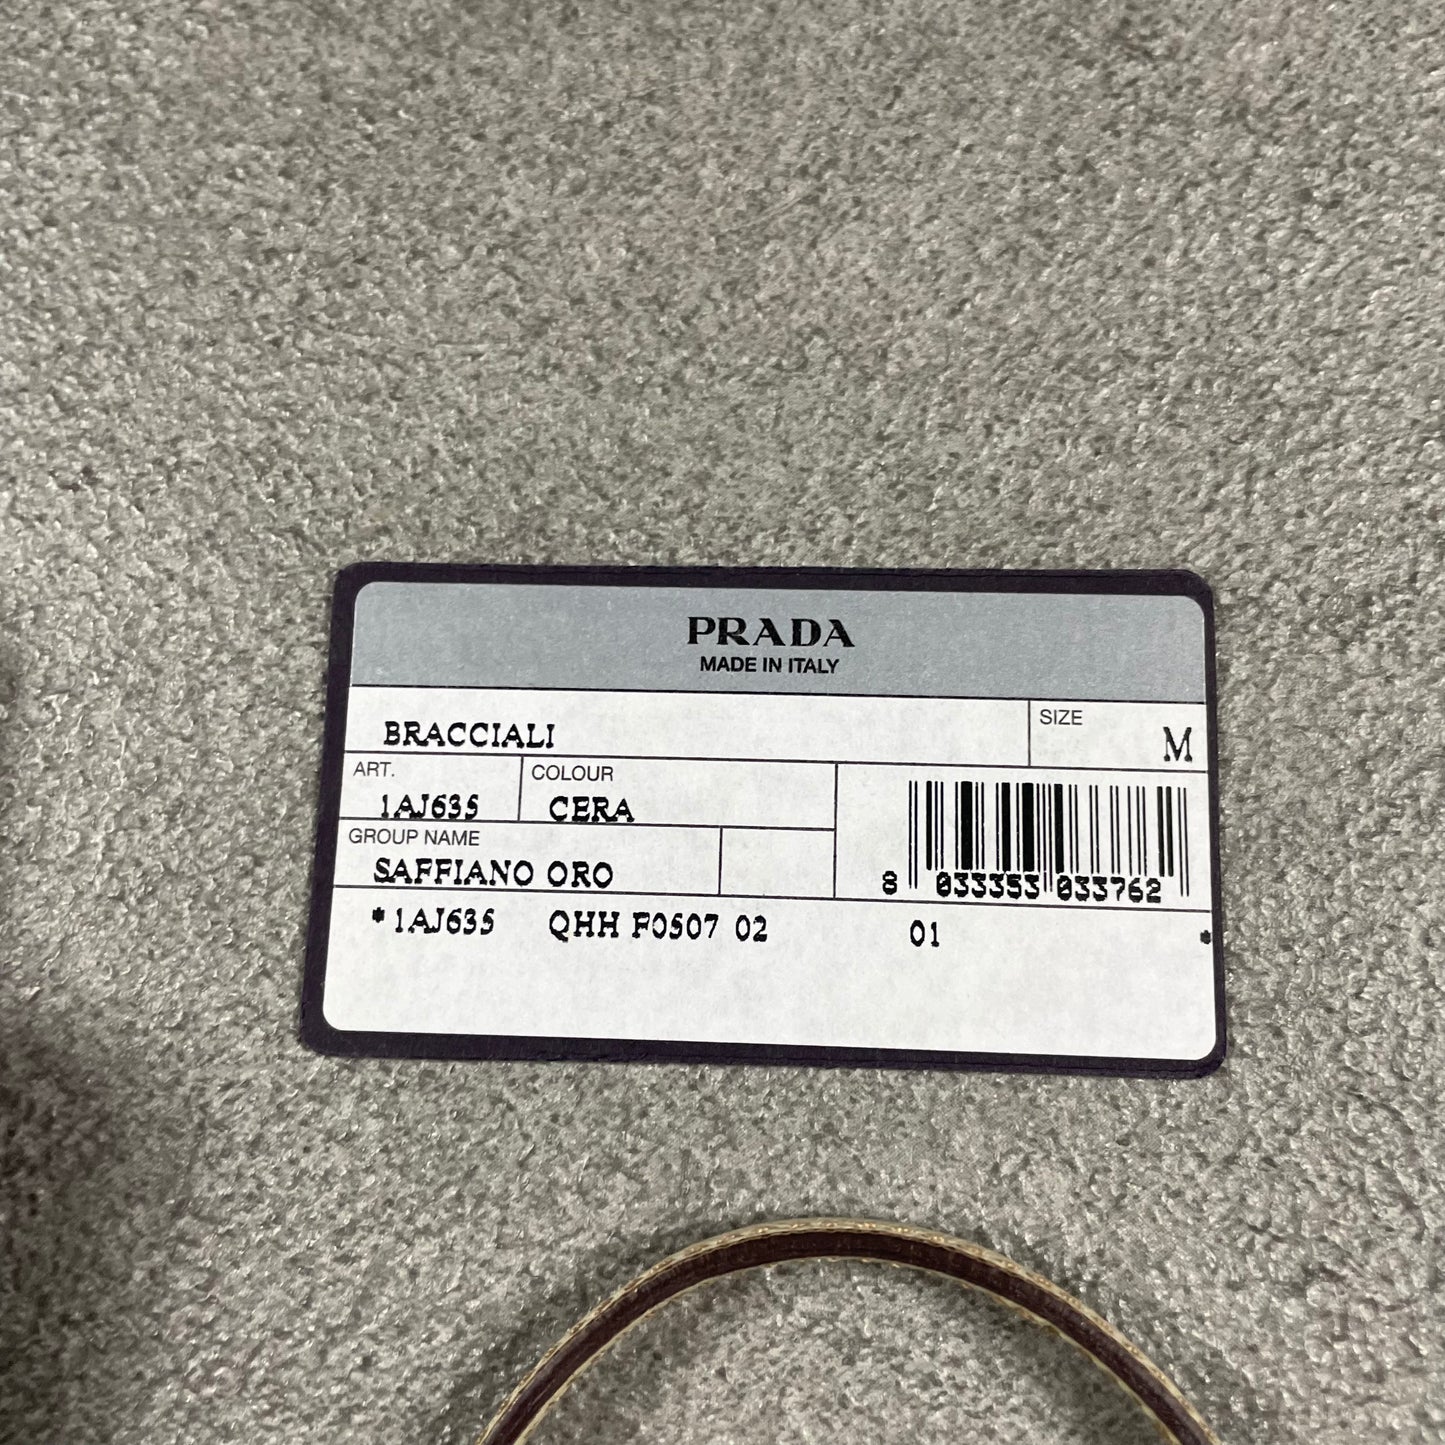 PRADA
MADE IN ITALY
BRACCIALI
SIZE
M
ART.
1AJ635
COLOUR
CERA
GROUP NAME
SAFFIANO ORO
8 033353 033762
*1AJ635 QHH F0507 02 01 *